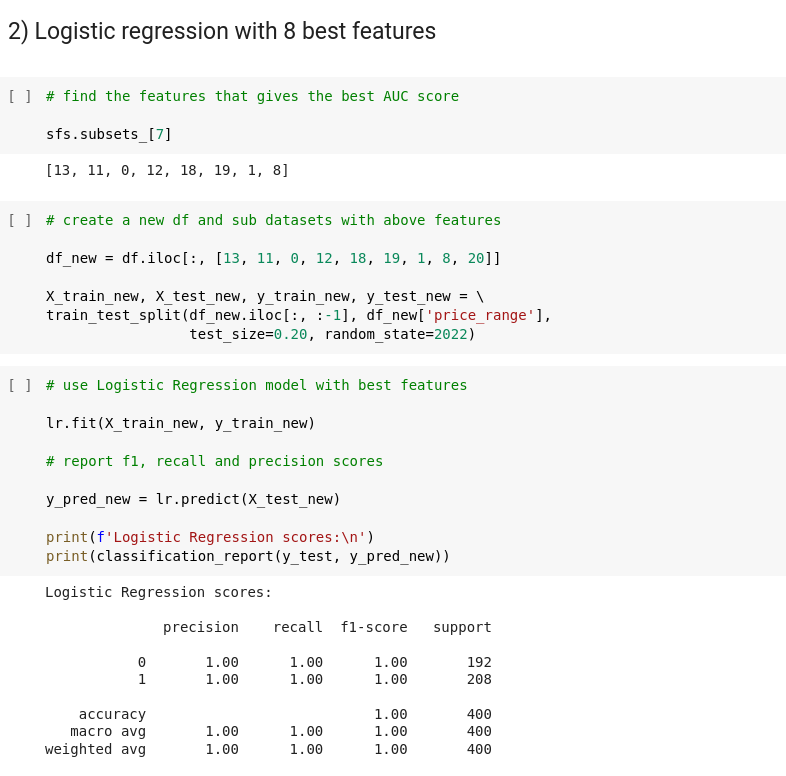 2) Logistic regression with 8 best features
[ ] # find the features that gives the best AUC score
sfs.subsets_[7]
[13, 11, 0, 12, 18, 19, 1, 8]
[ ] # create a new df and sub datasets with above features
df_new = df.iloc[:, [13, 11, 0, 12, 18, 19, 1, 8, 20]]
X_train_new, X_test_new, y_train_new, y_test_new = \
train_test_split(df_new.iloc[:, :-1], df_new['price_range'],
test_size=0.20, random_state=2022)
[ ] # use Logistic Regression model with best features
lr.fit(X_train_new, y_train_new)
# report f1, recall and precision scores
y_pred_new = lr.predict(X_test_new)
print(f'Logistic Regression scores:\n')
print(classification_report(y_test, y_pred_new))
Logistic Regression scores:
precision recall f1-score support
0 1.00 1.00 1.00 192
1 1.00 1.00 1.00 208
accuracy 1.00 400
macro avg 1.00 1.00 1.00 400
weighted avg 1.00 1.00 1.00 400